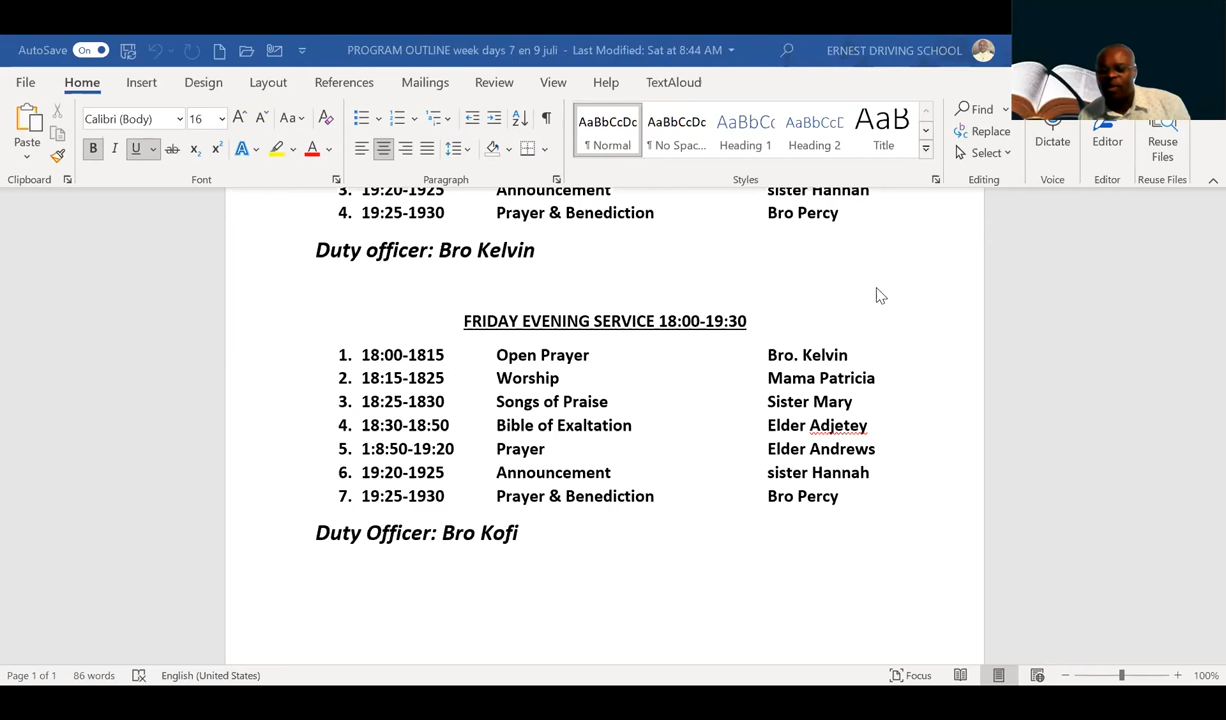 AutoSave On PROGRAM OUTLINE week days 7 en 9 juli - Last Modified: Sat at 8:44 AM ERNEST DRIVING SCHOOL
File Home Insert Design Layout References Mailings Review View Help TextAloud
Calibri (Body) 16 Aa AaBbCcDc AaBbCcDc AaBbCc AaBbCcD AaB Find
Paste B I U ab x2 x2 A A ¶ Normal ¶ No Spac... Heading 1 Heading 2 Title Replace Select Dictate Editor Reuse Files
Clipboard Font Paragraph Styles Editing Voice Editor Reuse Files
3. 19:20-1925 Announcement sister Hannah
4. 19:25-1930 Prayer & Benediction Bro Percy
Duty officer: Bro Kelvin
FRIDAY EVENING SERVICE 18:00-19:30
1. 18:00-1815 Open Prayer Bro. Kelvin
2. 18:15-1825 Worship Mama Patricia
3. 18:25-1830 Songs of Praise Sister Mary
4. 18:30-18:50 Bible of Exaltation Elder Adjetey
5. 1:8:50-19:20 Prayer Elder Andrews
6. 19:20-1925 Announcement sister Hannah
7. 19:25-1930 Prayer & Benediction Bro Percy
Duty Officer: Bro Kofi
Page 1 of 1 86 words English (United States) Focus 100%